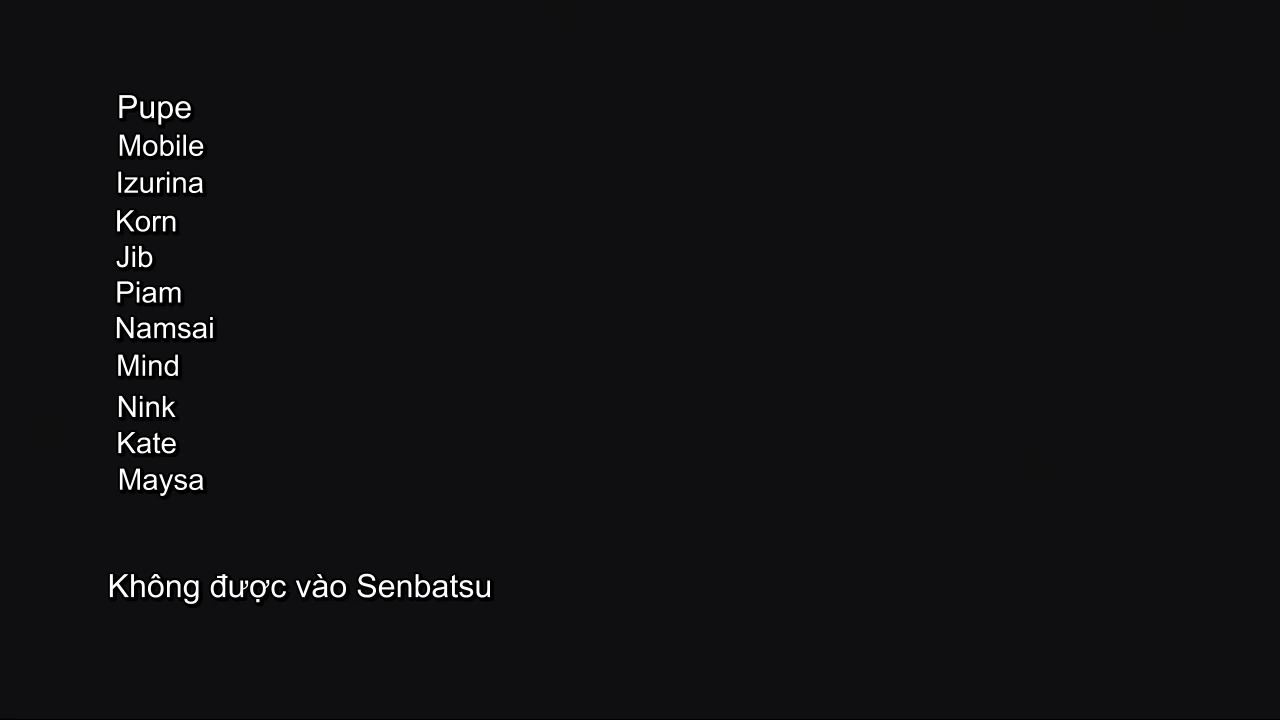 Pupe
Mobile
Izurina
Korn
Jib
Piam
Namsai
Mind
Nink
Kate
Maysa
Không được vào Senbatsu